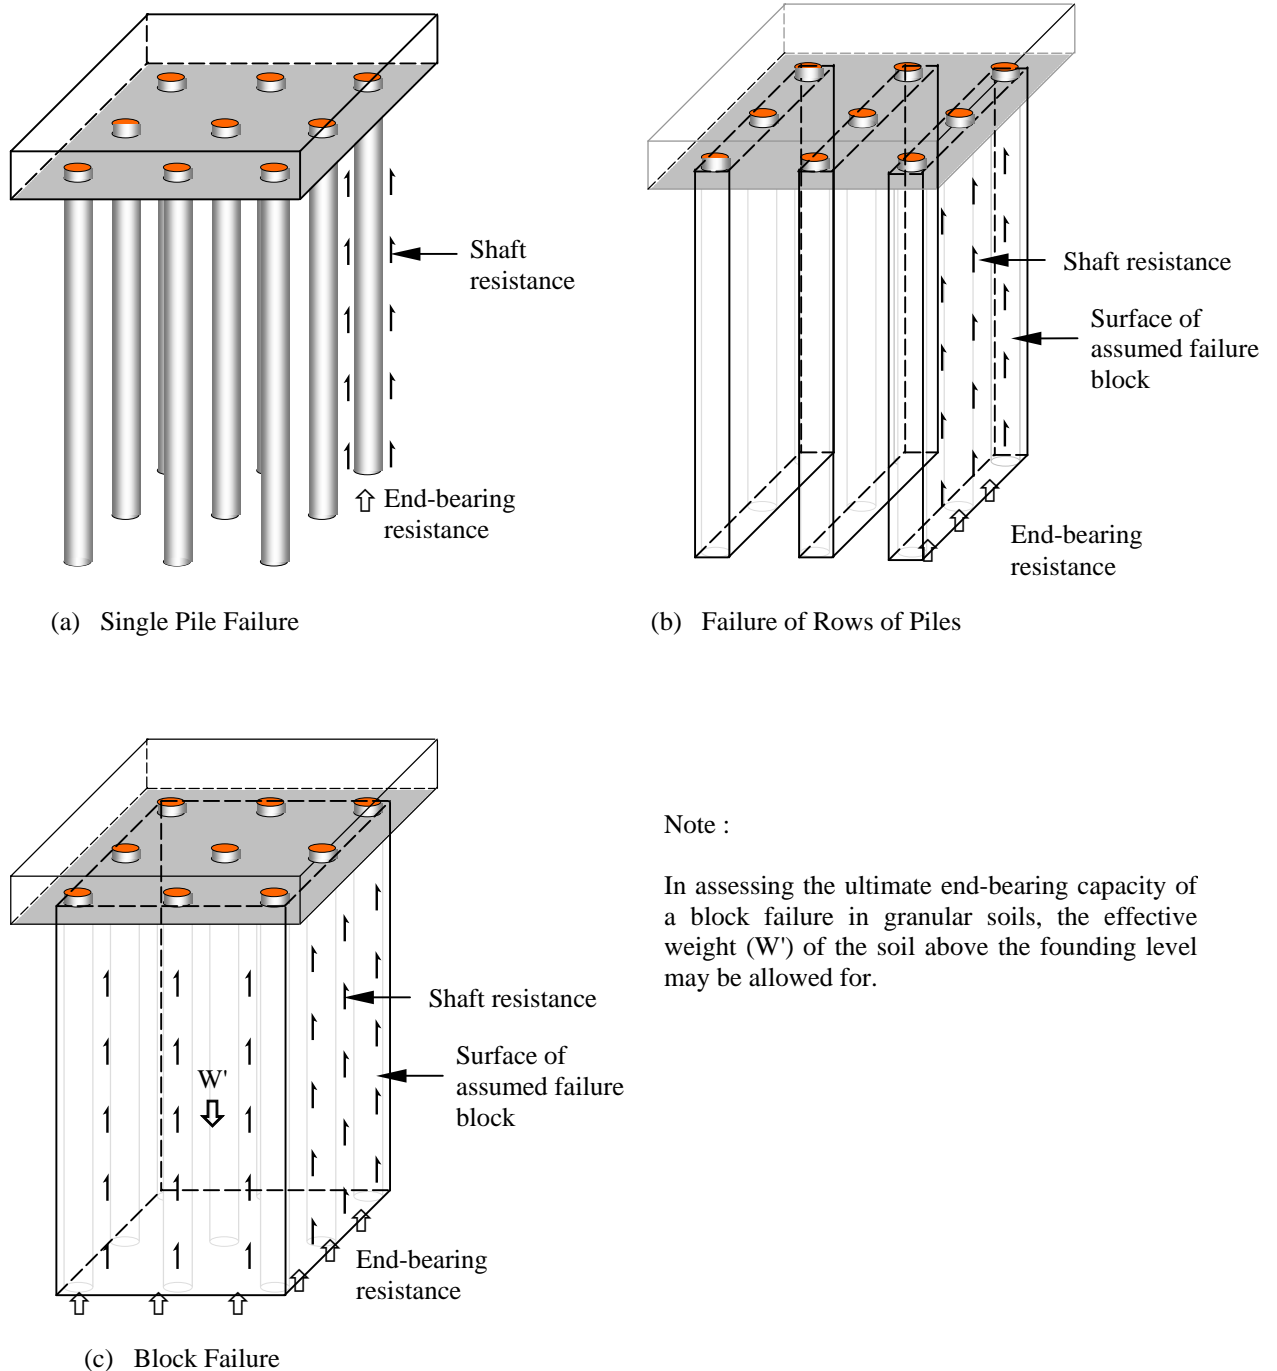 Shaft
resistance
End-bearing
resistance
(a) Single Pile Failure
Shaft resistance
Surface of
assumed failure
block
End-bearing
resistance
(b) Failure of Rows of Piles
Shaft resistance
Surface of
assumed failure
block
W'
End-bearing
resistance
(c) Block Failure
Note :
In assessing the ultimate end-bearing capacity of
a block failure in granular soils, the effective
weight (W') of the soil above the founding level
may be allowed for.